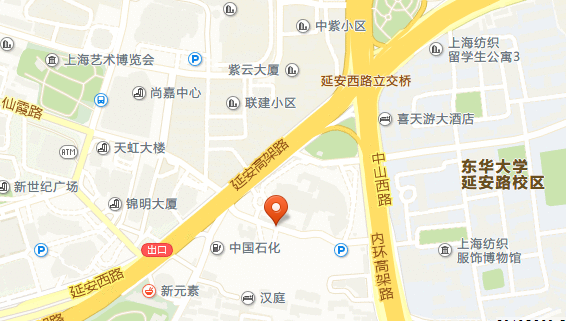 中紫小区
上海艺术博览会
P
紫云大厦
上海纺织
留学生公寓3
延安西路立交桥
尚嘉中心
联建小区
仙霞路
喜天游大酒店
ATM
天虹大楼
延安高架路
中山西路
东华大学
延安路校区
新世纪广场
锦明大厦
P
出口
中国石化
P
内环高架路
上海纺织
服饰博物馆
延安西路
新元素
汉庭
路